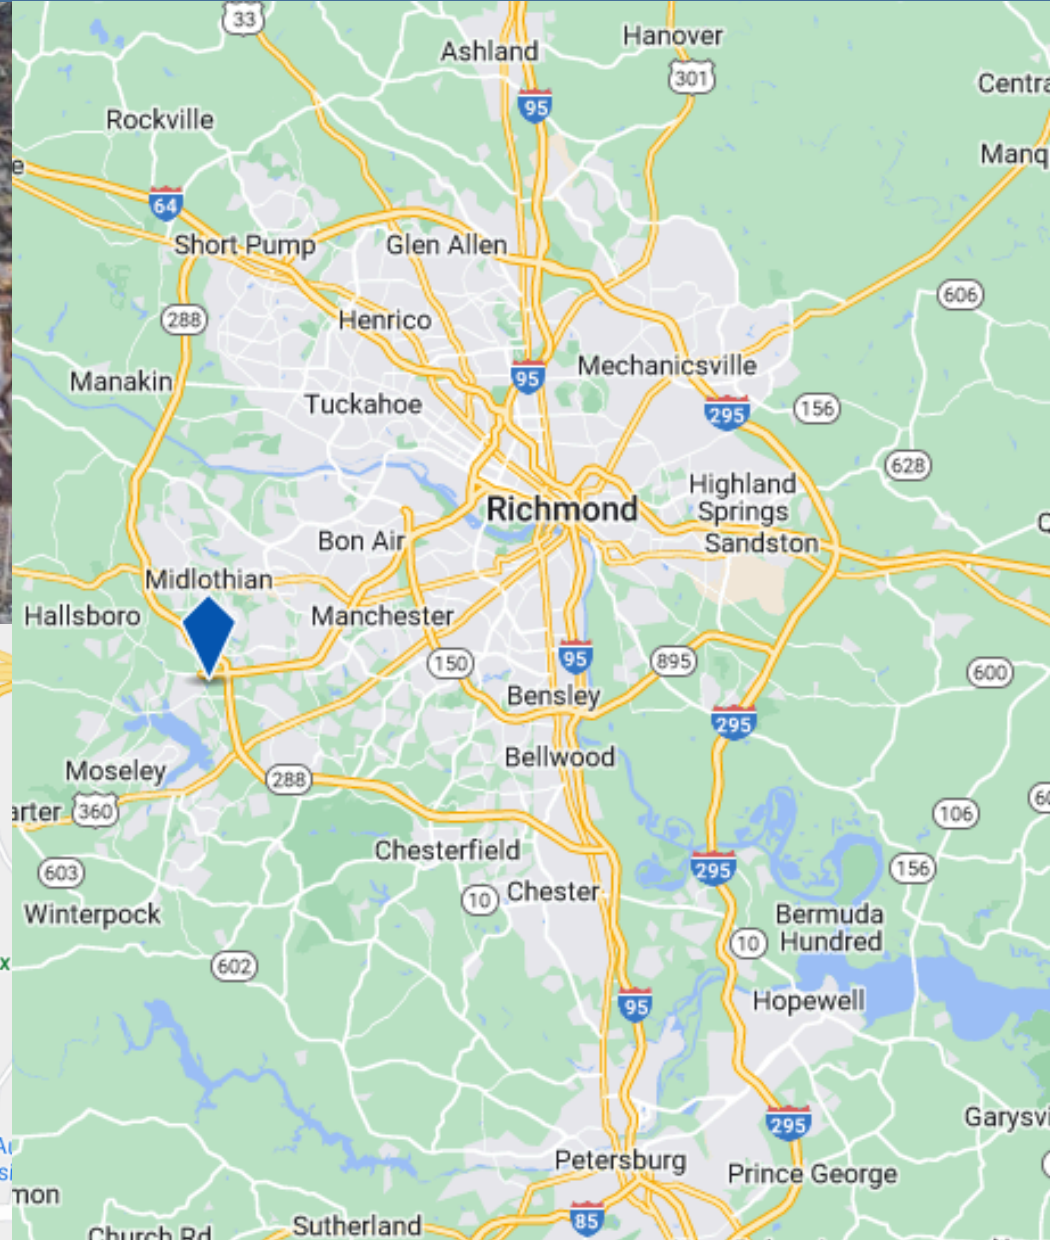 33
Ashland
Hanover
301
Centra
95
Rockville
Manq
e
64
Short Pump
Glen Allen
606
288
Henrico
Mechanicsville
95
Manakin
Tuckahoe
295
156
628
Highland
Springs
Richmond
Q
Bon Air
Sandston
Midlothian
Hallsboro
Manchester
150
95
895
600
Bensley
295
Bellwood
Moseley
288
arter
360
60
106
Chesterfield
295
156
603
10
Chester
Winterpock
Bermuda
Hundred
10
x
602
95
Hopewell
Garysvi
295
Petersburg
Prince George
mon
85
Sutherland
Church Rd